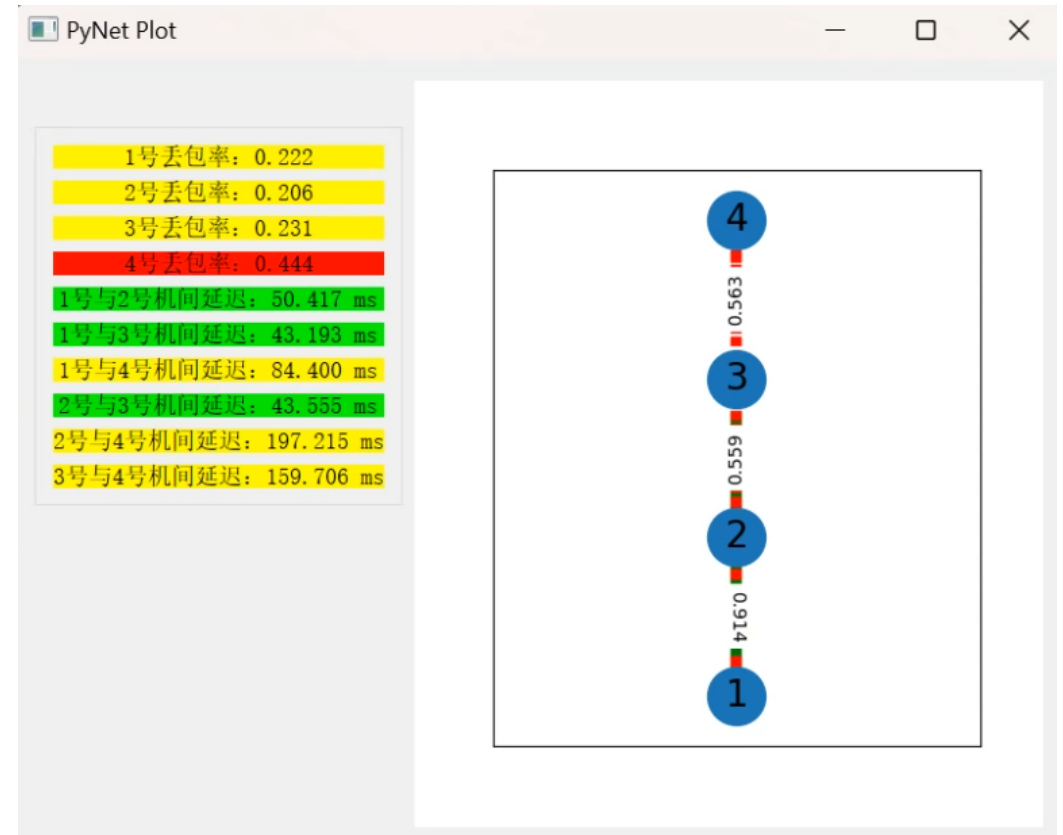 PyNet Plot
1号丢包率: 0.222
2号丢包率: 0.206
3号丢包率: 0.231
4号丢包率: 0.444
1号与2号机间延迟: 50.417 ms
1号与3号机间延迟: 43.193 ms
1号与4号机间延迟: 84.400 ms
2号与3号机间延迟: 43.555 ms
2号与4号机间延迟: 197.215 ms
3号与4号机间延迟: 159.706 ms
4
0.593
3
0.559
2
0.914
1